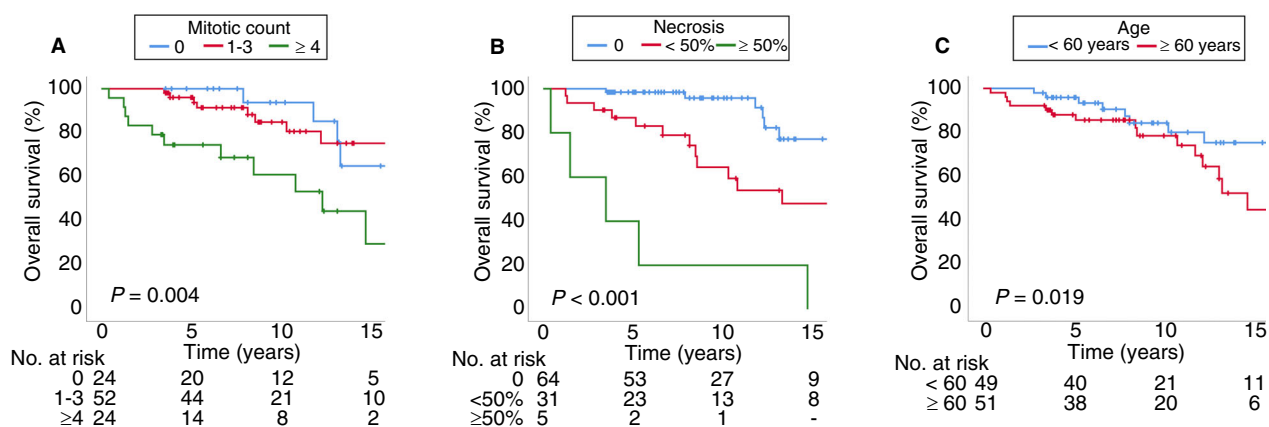 A
Mitotic count
0 1-3 ≥ 4
Overall survival (%)
100
80
60
40
20
0
P = 0.004
0 5 10 15
Time (years)
No. at risk
0 24 20 12 5
1-3 52 44 21 10
≥4 24 14 8 2
B
Necrosis
0 < 50% ≥ 50%
Overall survival (%)
100
80
60
40
20
0
P < 0.001
0 5 10 15
Time (years)
No. at risk
0 64 53 27 9
<50% 31 23 13 8
≥50% 5 2 1 -
C
Age
< 60 years ≥ 60 years
Overall survival (%)
100
80
60
40
20
0
P = 0.019
0 5 10 15
Time (years)
No. at risk
< 60 49 40 21 11
≥ 60 51 38 20 6